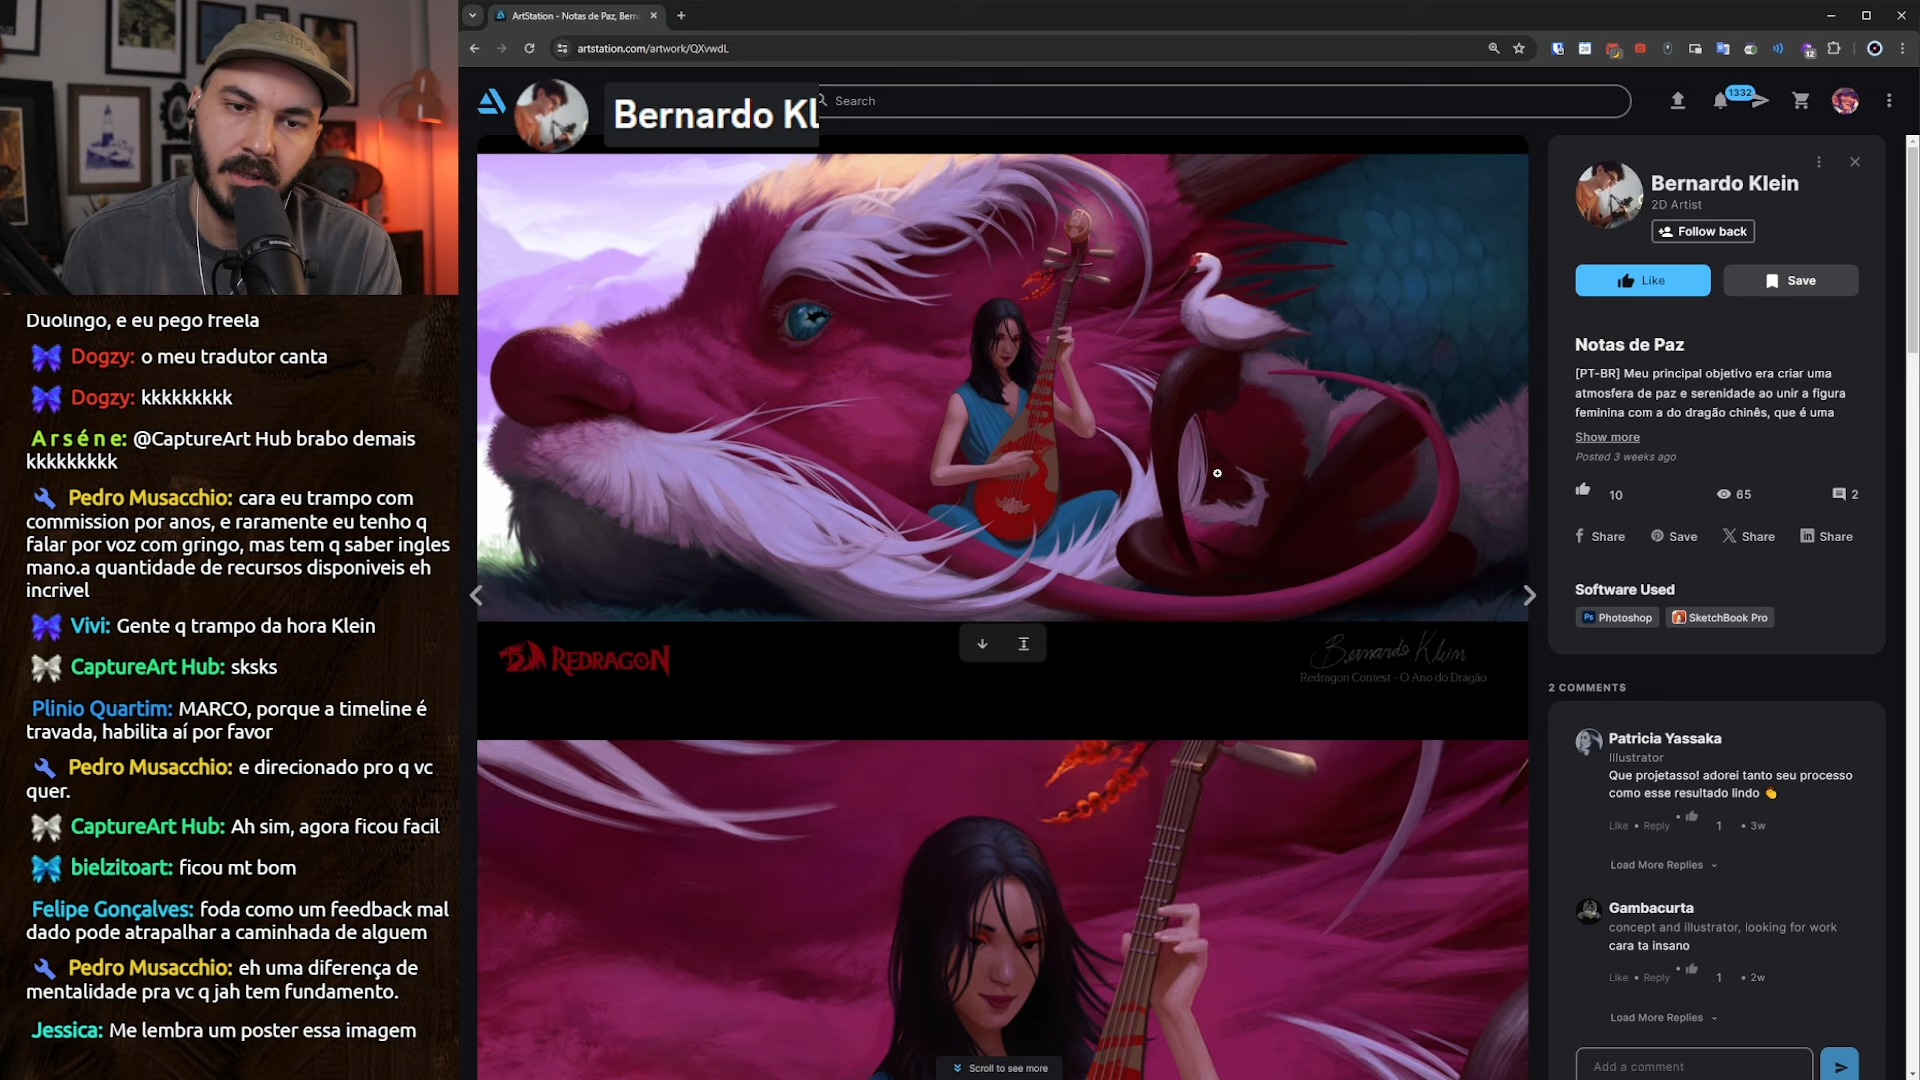 Duolingo, e eu pego freela
Dogzy: o meu tradutor canta
Dogzy: kkkkkkkkk
A r s é n e: @CaptureArt Hub brabo demais
kkkkkkkkk
Pedro Musacchio: cara eu trampo com
commission por anos, e raramente eu tenho q
falar por voz com gringo, mas tem q saber ingles
mano.a quantidade de recursos disponiveis eh
incrivel
Vivi: Gente q trampo da hora Klein
CaptureArt Hub: sksks
Plinio Quartim: MARCO, porque a timeline é
travada, habilita aí por favor
Pedro Musacchio: e direcionado pro q vc
quer.
CaptureArt Hub: Ah sim, agora ficou facil
bielzitoart: ficou mt bom
Felipe Gonçalves: foda como um feedback mal
dado pode atrapalhar a caminhada de alguem
Pedro Musacchio: eh uma diferença de
mentalidade pra vc q jah tem fundamento.
Jessica: Me lembra um poster essa imagem
ArtStation - Notas de Paz, Bern
artstation.com/artwork/QXvwdL
12
Bernardo Kl
Search
1332
REDRAGON
Bernardo Klein
Redragon Contest - O Ano do Dragão
Scroll to see more
Bernardo Klein
2D Artist
Follow back
Like
Save
Notas de Paz
[PT-BR] Meu principal objetivo era criar uma
atmosfera de paz e serenidade ao unir a figura
feminina com a do dragão chinês, que é uma
Show more
Posted 3 weeks ago
10
65
2
Share
Save
Share
Share
Software Used
Ps Photoshop
SketchBook Pro
2 COMMENTS
Patricia Yassaka
Illustrator
Que projetasso! adorei tanto seu processo
como esse resultado lindo 👏
Like • Reply • 1 • 3w
Load More Replies
Gambacurta
concept and illustrator, looking for work
cara ta insano
Like • Reply • 1 • 2w
Load More Replies
Add a comment